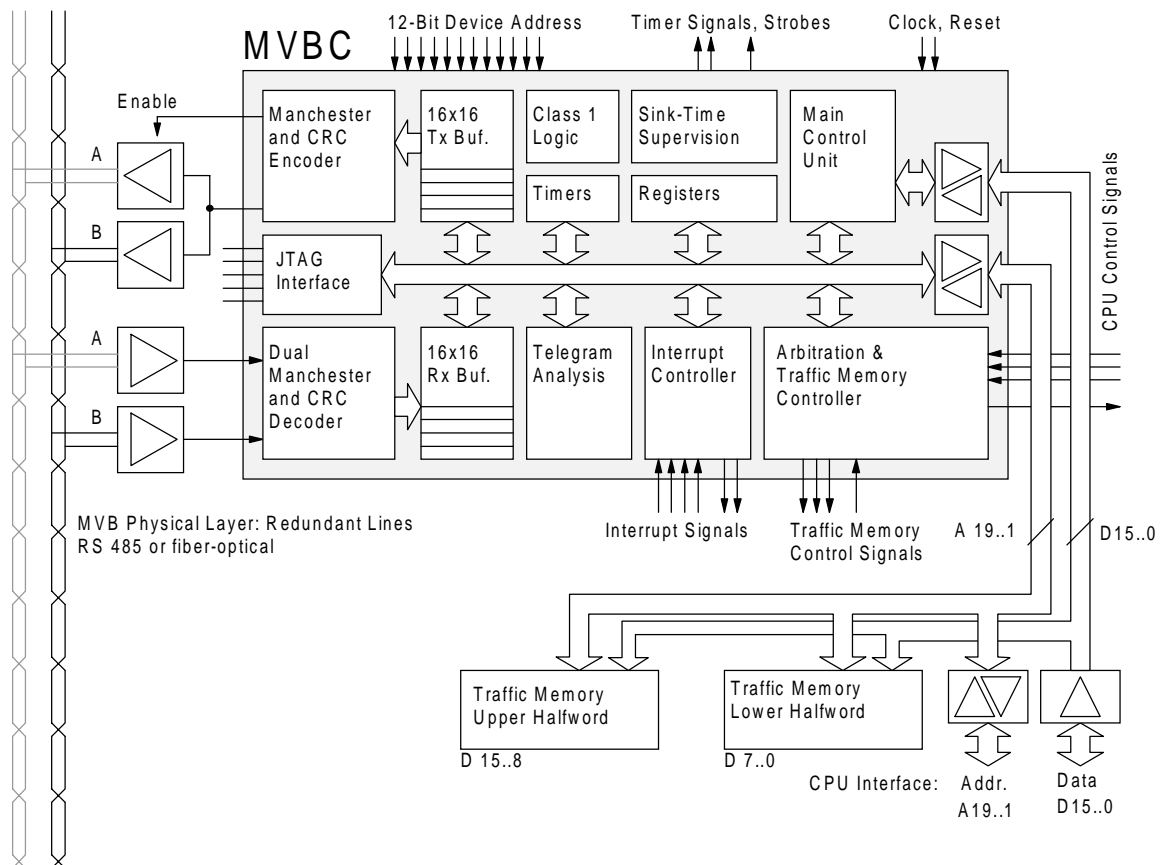 12-Bit Device Address
Timer Signals, Strobes
Clock, Reset
MVBC
Enable
A
B
A
B
Manchester
and CRC
Encoder
16x16
Tx Buf.
Class 1
Logic
Sink-Time
Supervision
Main
Control
Unit
Timers
Registers
CPU Control Signals
JTAG
Interface
Dual
Manchester
and CRC
Decoder
16x16
Rx Buf.
Telegram
Analysis
Interrupt
Controller
Arbitration &
Traffic Memory
Controller
MVB Physical Layer: Redundant Lines
RS 485 or fiber-optical
Interrupt Signals
Traffic Memory
Control Signals
A 19..1
D15..0
Traffic Memory
Upper Halfword
D 15..8
Traffic Memory
Lower Halfword
D 7..0
CPU Interface:
Addr.
A19..1
Data
D15..0